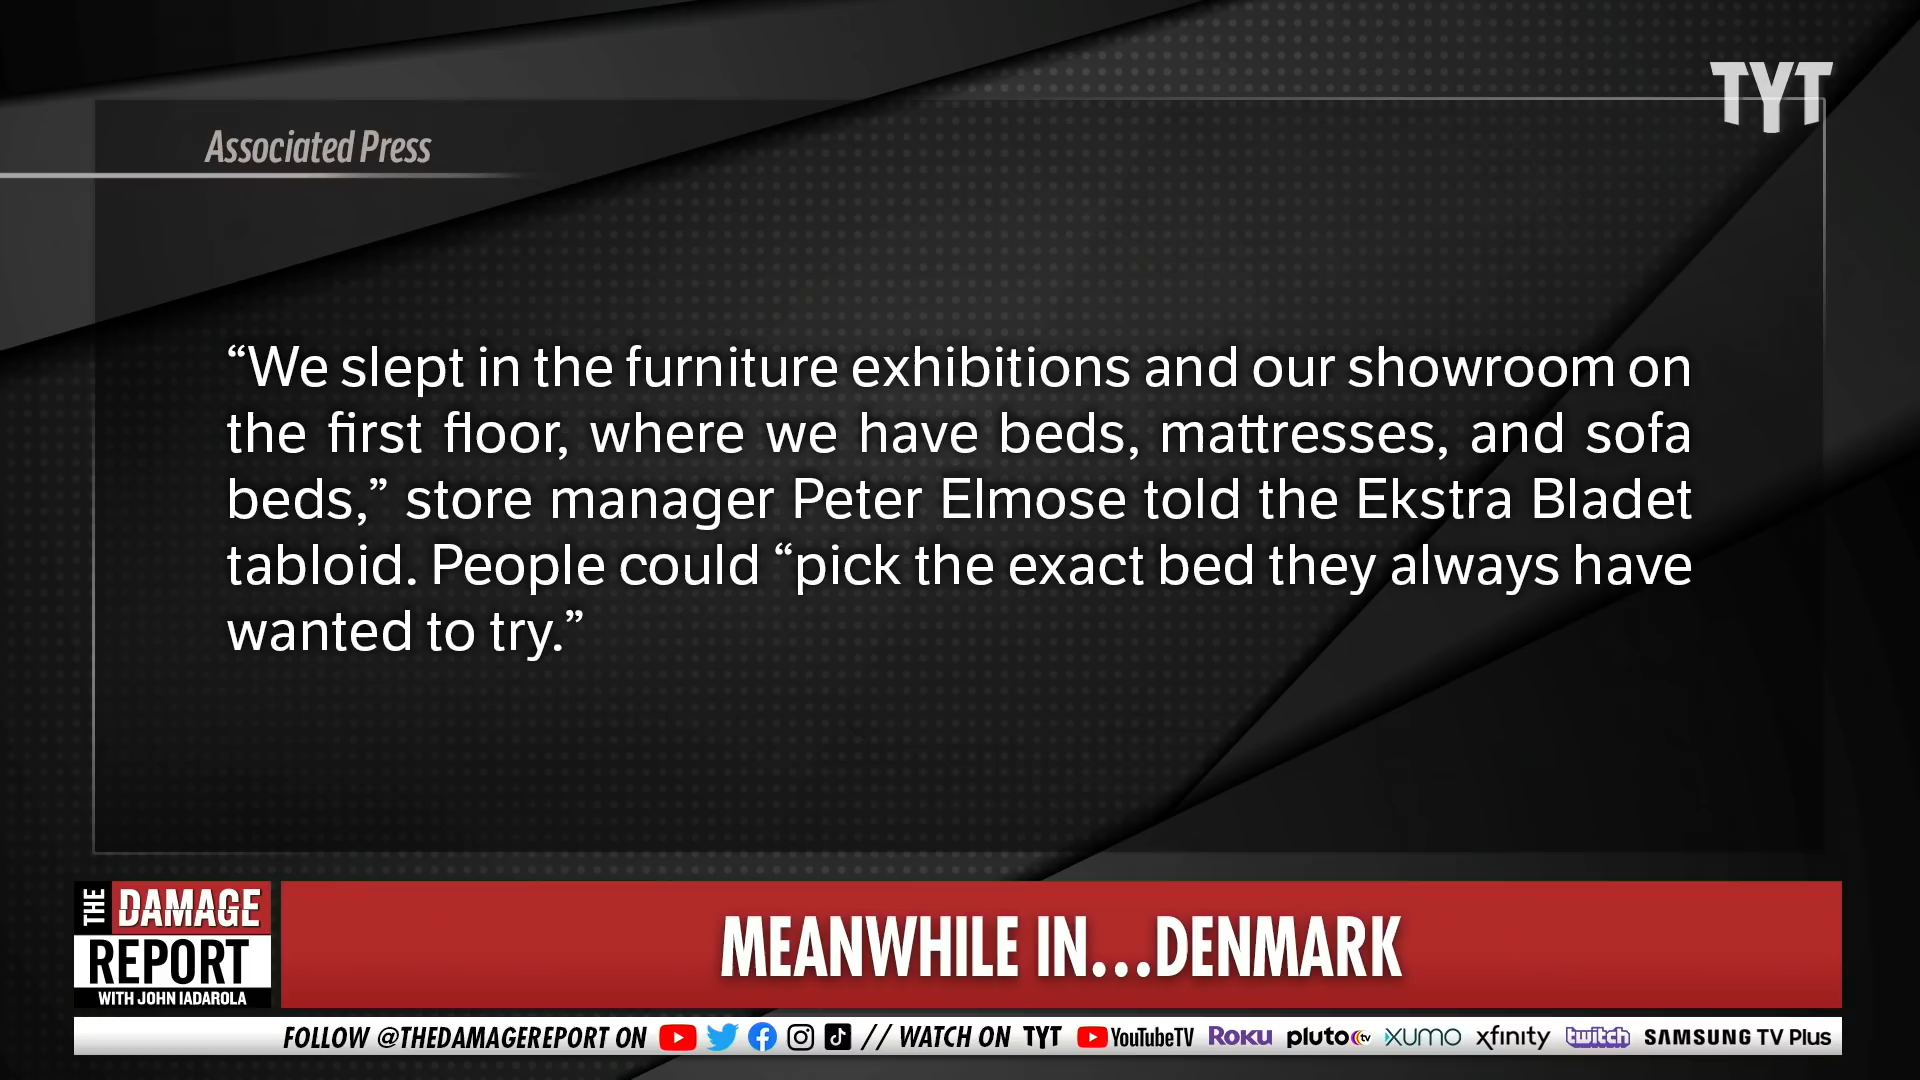 TYT
Associated Press
“We slept in the furniture exhibitions and our showroom on
the first floor, where we have beds, mattresses, and sofa
beds,” store manager Peter Elmose told the Ekstra Bladet
tabloid. People could “pick the exact bed they always have
wanted to try.”
THE DAMAGE
REPORT
WITH JOHN IADAROLA
MEANWHILE IN...DENMARK
FOLLOW @THEDAMAGEREPORT ON // WATCH ON TYT YouTubeTV ROKU pluto tv XUMO xfinity twitch SAMSUNG TV Plus